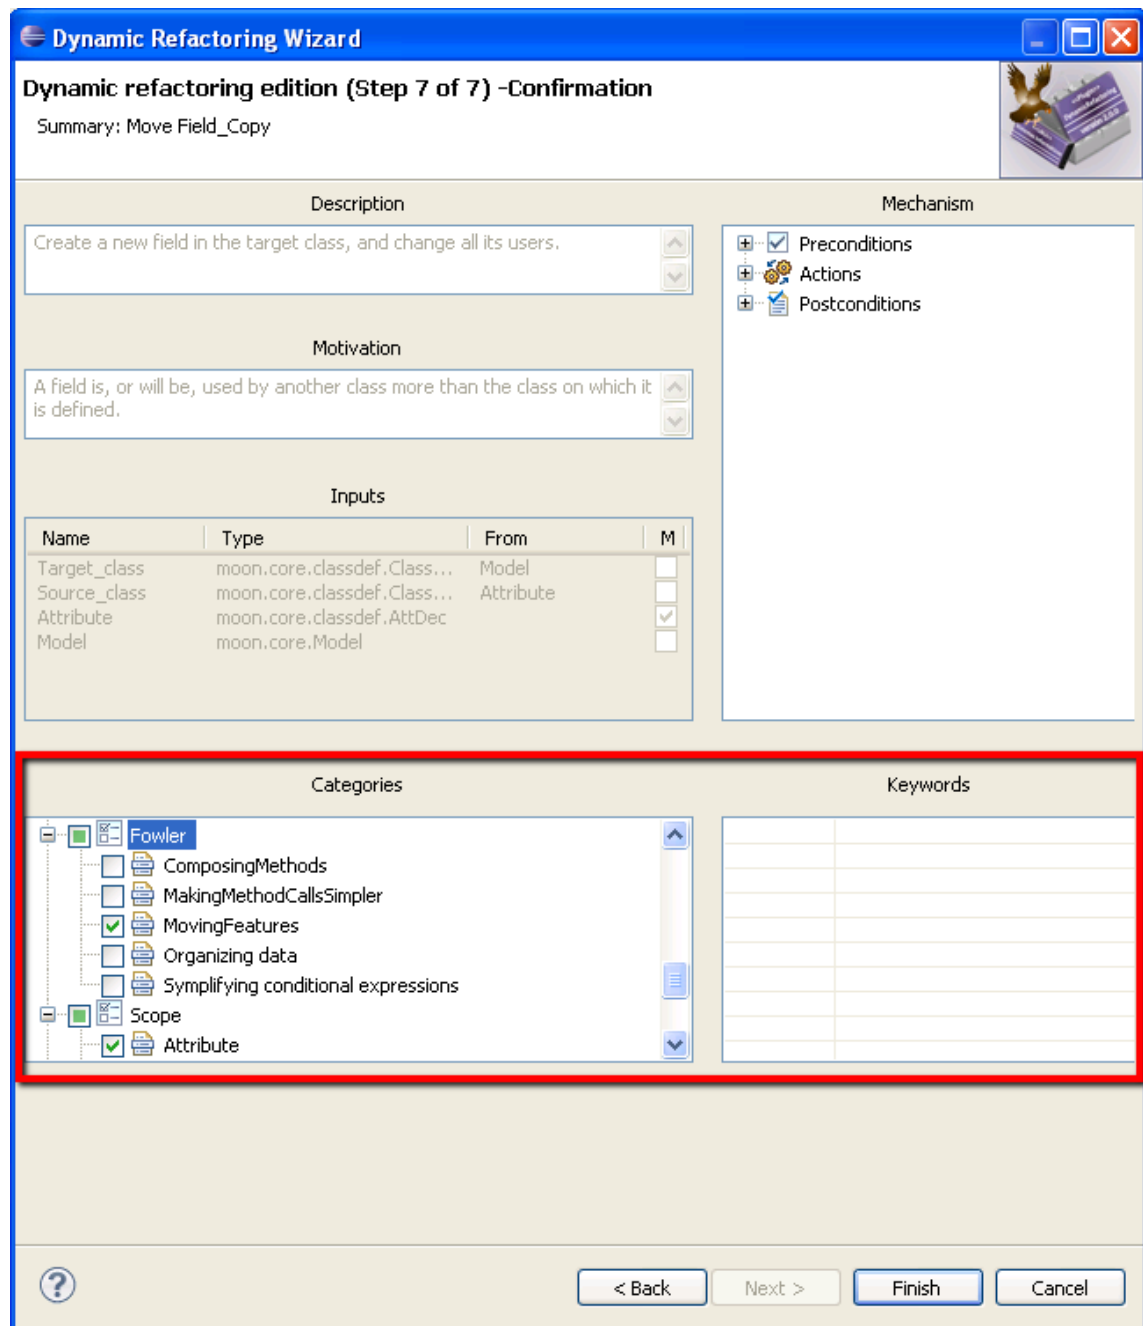 Dynamic Refactoring Wizard
Dynamic refactoring edition (Step 7 of 7) -Confirmation
Summary: Move Field_Copy
Description
Create a new field in the target class, and change all its users.
Motivation
A field is, or will be, used by another class more than the class on which it
is defined.
Inputs
Name Type From M
Target_class moon.core.classdef.Class... Model
Source_class moon.core.classdef.Class... Attribute
Attribute moon.core.classdef.AttDec
Model moon.core.Model
Mechanism
Preconditions
Actions
Postconditions
Categories
Fowler
ComposingMethods
MakingMethodCallsSimpler
MovingFeatures
Organizing data
Symplifying conditional expressions
Scope
Attribute
Keywords
?
< Back Next > Finish Cancel